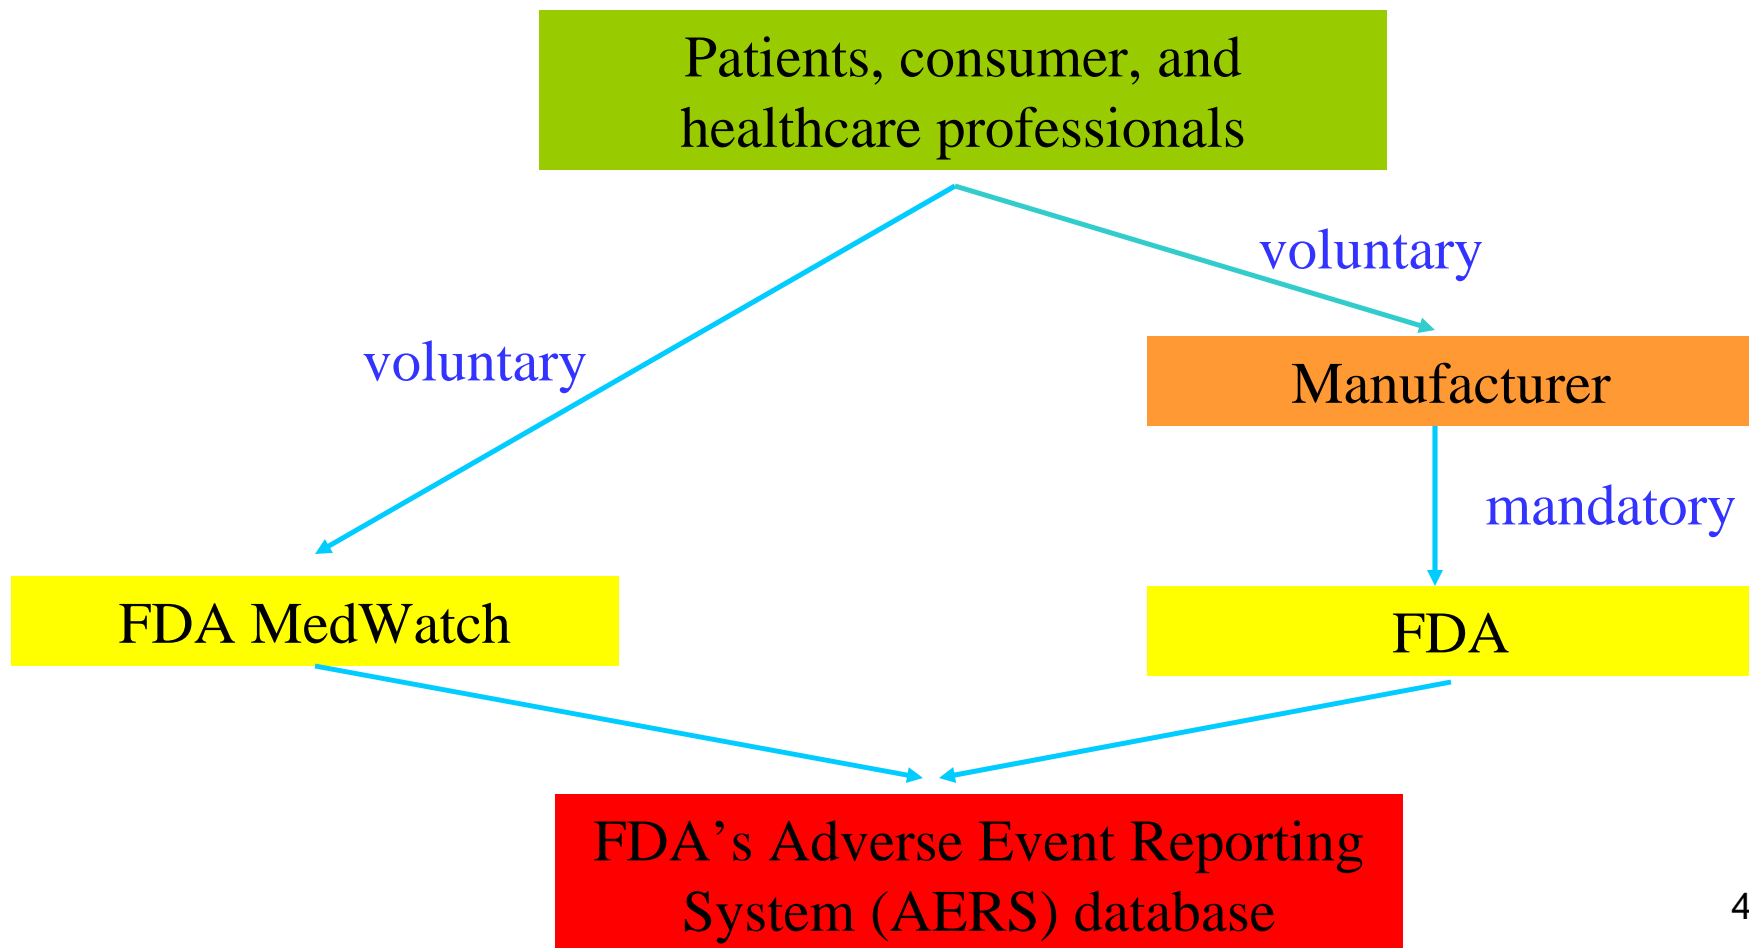 Patients, consumer, and
healthcare professionals
voluntary
voluntary
Manufacturer
mandatory
FDA MedWatch
FDA
FDA’s Adverse Event Reporting
System (AERS) database
4